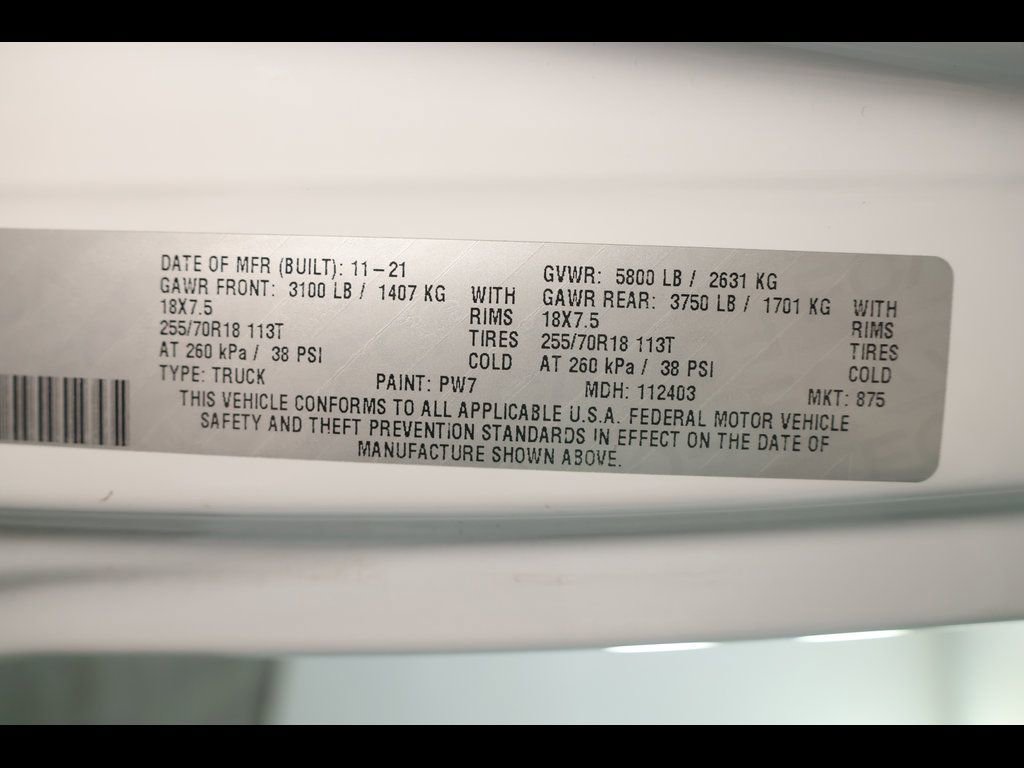 DATE OF MFR (BUILT): 11-21 GVWR: 5800 LB / 2631 KG
GAWR FRONT: 3100 LB / 1407 KG WITH GAWR REAR: 3750 LB / 1701 KG WITH
18X7.5 RIMS 18X7.5 RIMS
255/70R18 113T TIRES 255/70R18 113T TIRES
AT 260 kPa / 38 PSI COLD AT 260 kPa / 38 PSI COLD
TYPE: TRUCK PAINT: PW7 MDH: 112403 MKT: 875
THIS VEHICLE CONFORMS TO ALL APPLICABLE U.S.A. FEDERAL MOTOR VEHICLE
SAFETY AND THEFT PREVENTION STANDARDS IN EFFECT ON THE DATE OF
MANUFACTURE SHOWN ABOVE.